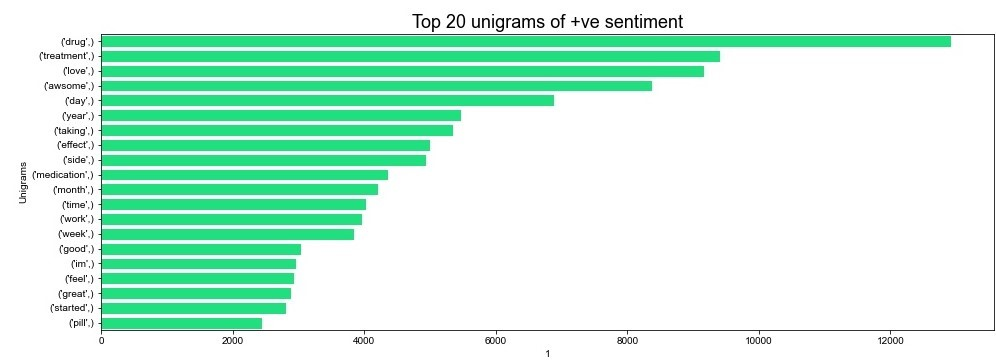 Top 20 unigrams of +ve sentiment
Unigrams
('drug',)
('treatment',)
('love',)
('awsome',)
('day',)
('year',)
('taking',)
('effect',)
('side',)
('medication',)
('month',)
('time',)
('work',)
('week',)
('good',)
('im',)
('feel',)
('great',)
('started',)
('pill',)
0 2000 4000 6000 8000 10000 12000
1